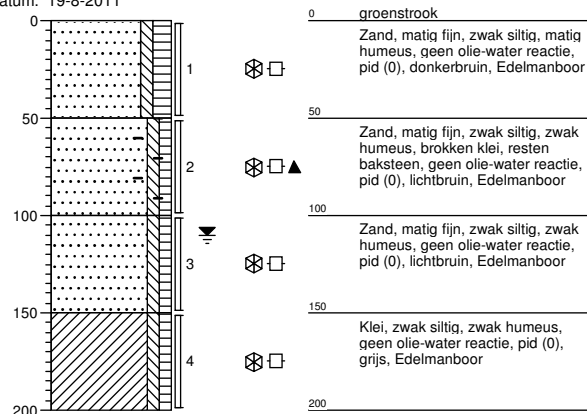 datum: 19-8-2011
0
50
100
150
200
1
2
3
4
0
groenstrook
Zand, matig fijn, zwak siltig, matig
humeus, geen olie-water reactie,
pid (0), donkerbruin, Edelmanboor
50
Zand, matig fijn, zwak siltig, zwak
humeus, brokken klei, resten
baksteen, geen olie-water reactie,
pid (0), lichtbruin, Edelmanboor
100
Zand, matig fijn, zwak siltig, zwak
humeus, geen olie-water reactie,
pid (0), lichtbruin, Edelmanboor
150
Klei, zwak siltig, zwak humeus,
geen olie-water reactie, pid (0),
grijs, Edelmanboor
200